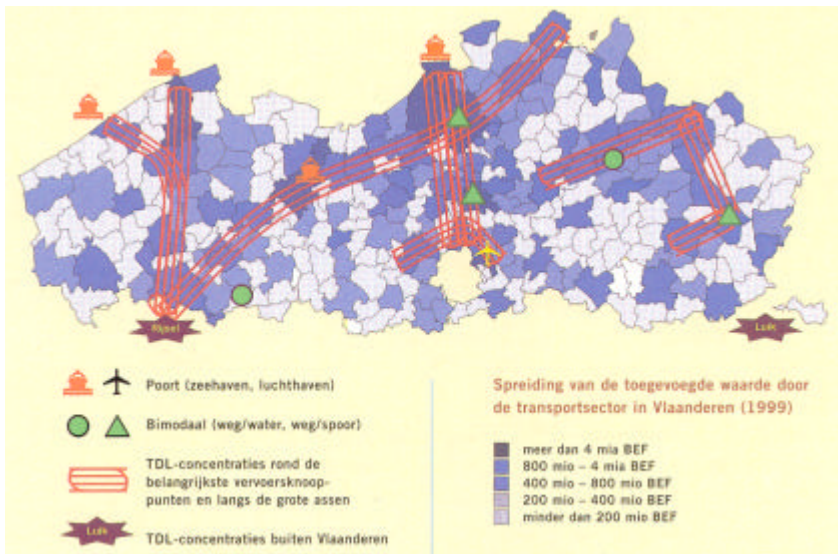 Rijsel
Luik
Poort (zeehaven, luchthaven)
Bimodaal (weg/water, weg/spoor)
TDL-concentraties rond de
belangrijkste vervoersknoop-
punten en langs de grote assen
Luik
TDL-concentraties buiten Vlaanderen
Spreiding van de toegevoegde waarde door
de transportsector in Vlaanderen (1999)
meer dan 4 mia BEF
800 mio – 4 mia BEF
400 mio – 800 mio BEF
200 mio – 400 mio BEF
minder dan 200 mio BEF